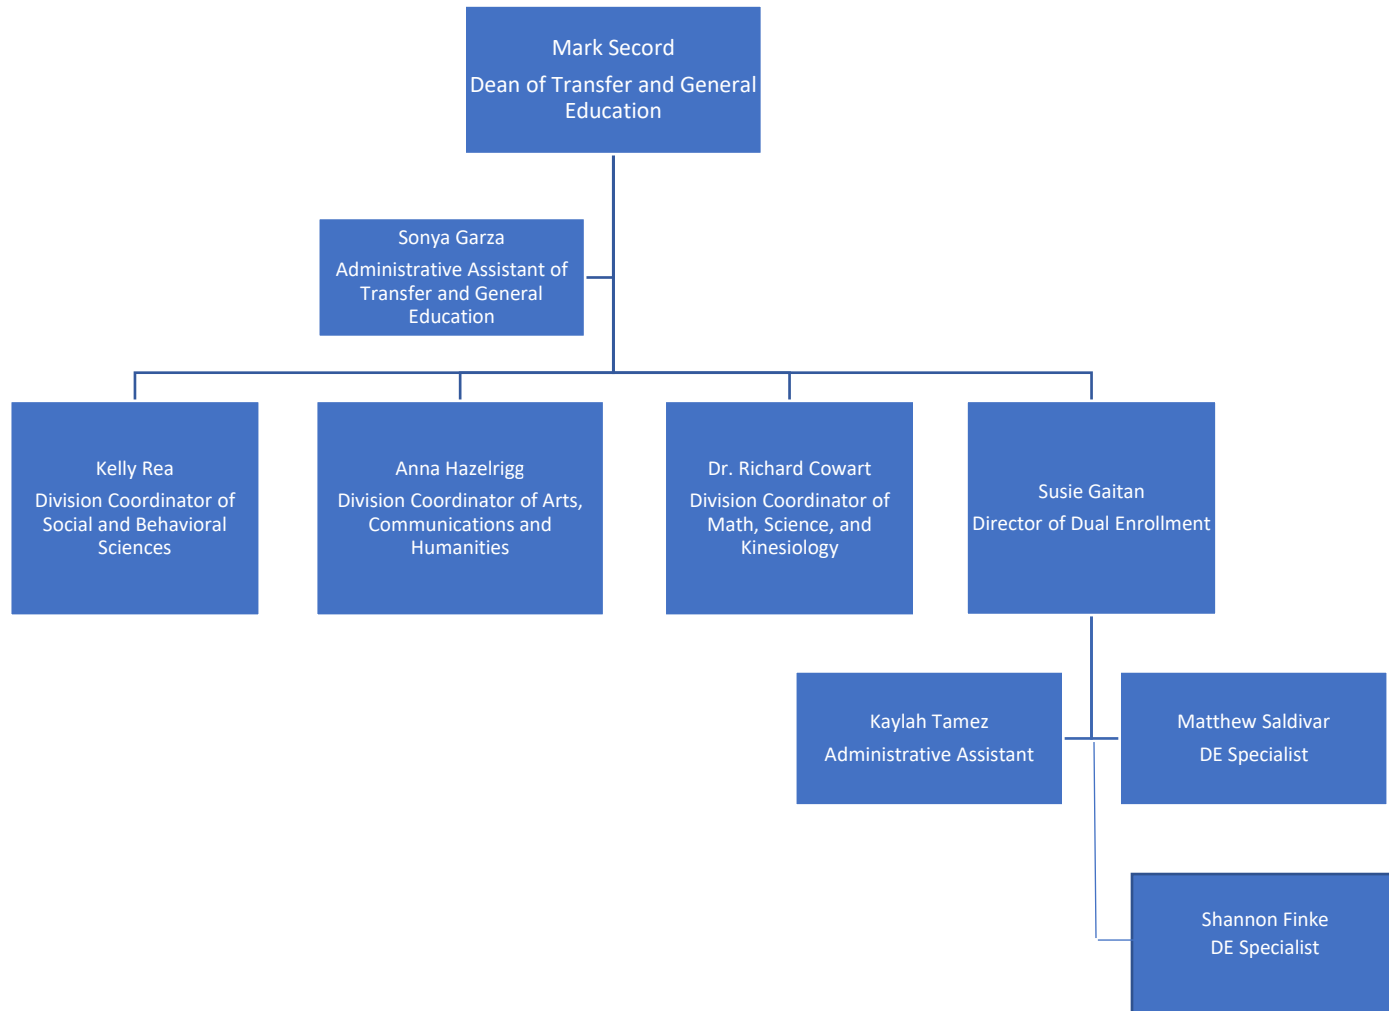 Mark Secord
Dean of Transfer and General
Education
Sonya Garza
Administrative Assistant of
Transfer and General
Education
Kelly Rea
Division Coordinator of
Social and Behavioral
Sciences
Anna Hazelrigg
Division Coordinator of Arts,
Communications and
Humanities
Dr. Richard Cowart
Division Coordinator of
Math, Science, and
Kinesiology
Susie Gaitan
Director of Dual Enrollment
Kaylah Tamez
Administrative Assistant
Matthew Saldivar
DE Specialist
Shannon Finke
DE Specialist